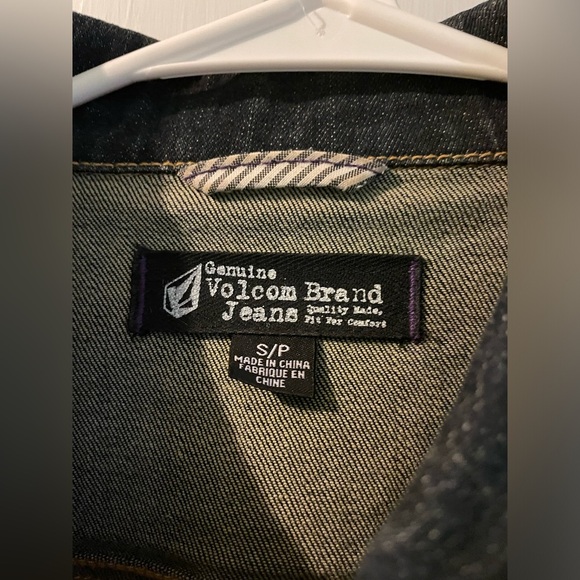 Genuine
Volcom Brand
Jeans Quality Made,
Fit For Comfort
S/P
MADE IN CHINA
FABRIQUE EN
CHINE